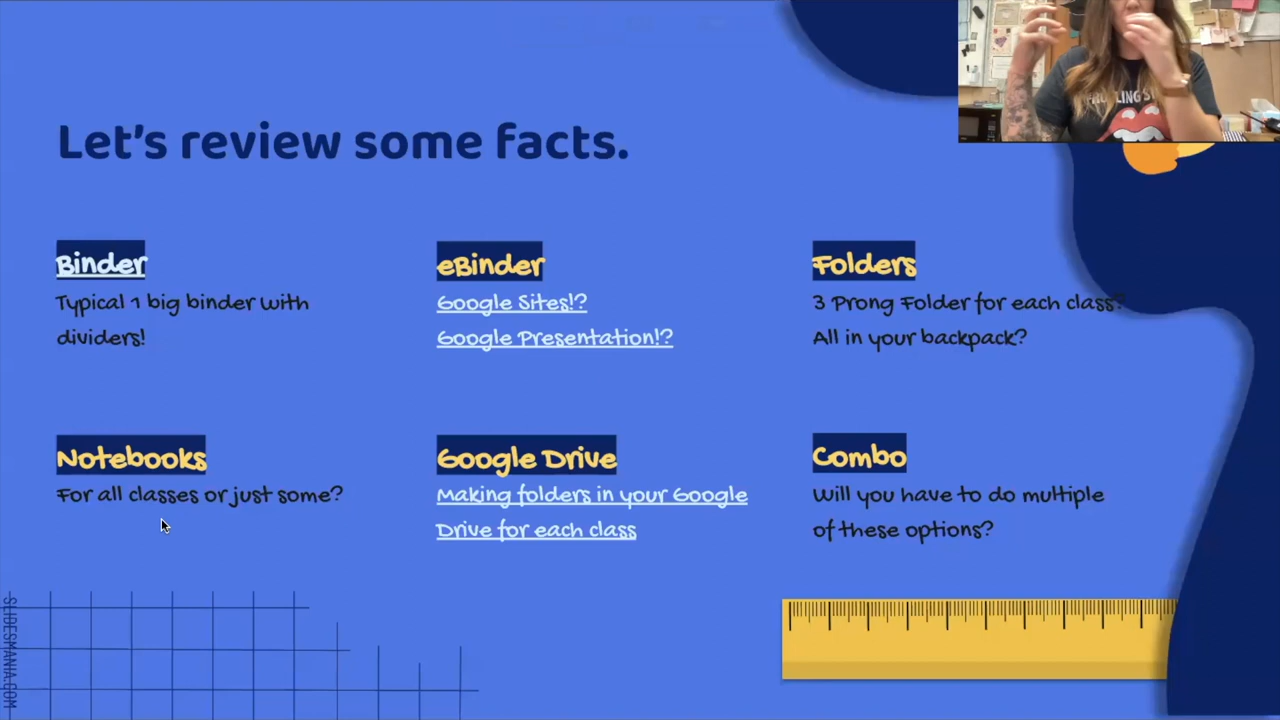 Let's review some facts.
Binder
Typical 1 big binder with
dividers!
eBinder
Google Sites!?
Google Presentation!?
Folders
3 Prong Folder for each class?
All in your backpack?
Notebooks
For all classes or just some?
Google Drive
Making folders in your Google
Drive for each class
Combo
Will you have to do multiple
of these options?
SLIDESMANIA.COM